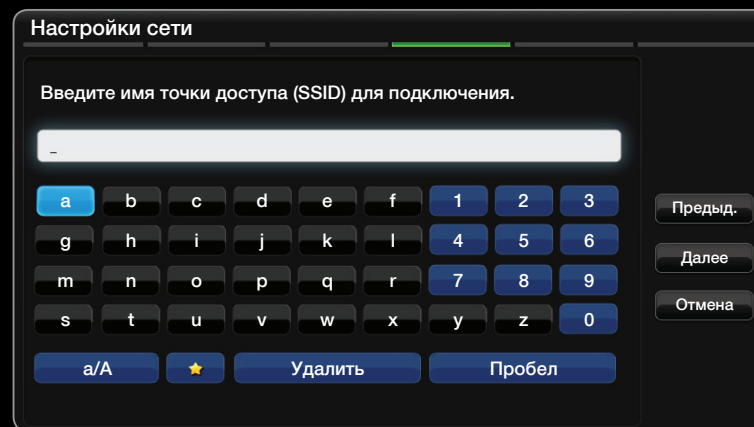 Настройки сети
Введите имя точки доступа (SSID) для подключения.
_
a b c d e f 1 2 3
g h i j k l 4 5 6
m n o p q r 7 8 9
s t u v w x y z 0
a/A Удалить Пробел
Предыд.
Далее
Отмена